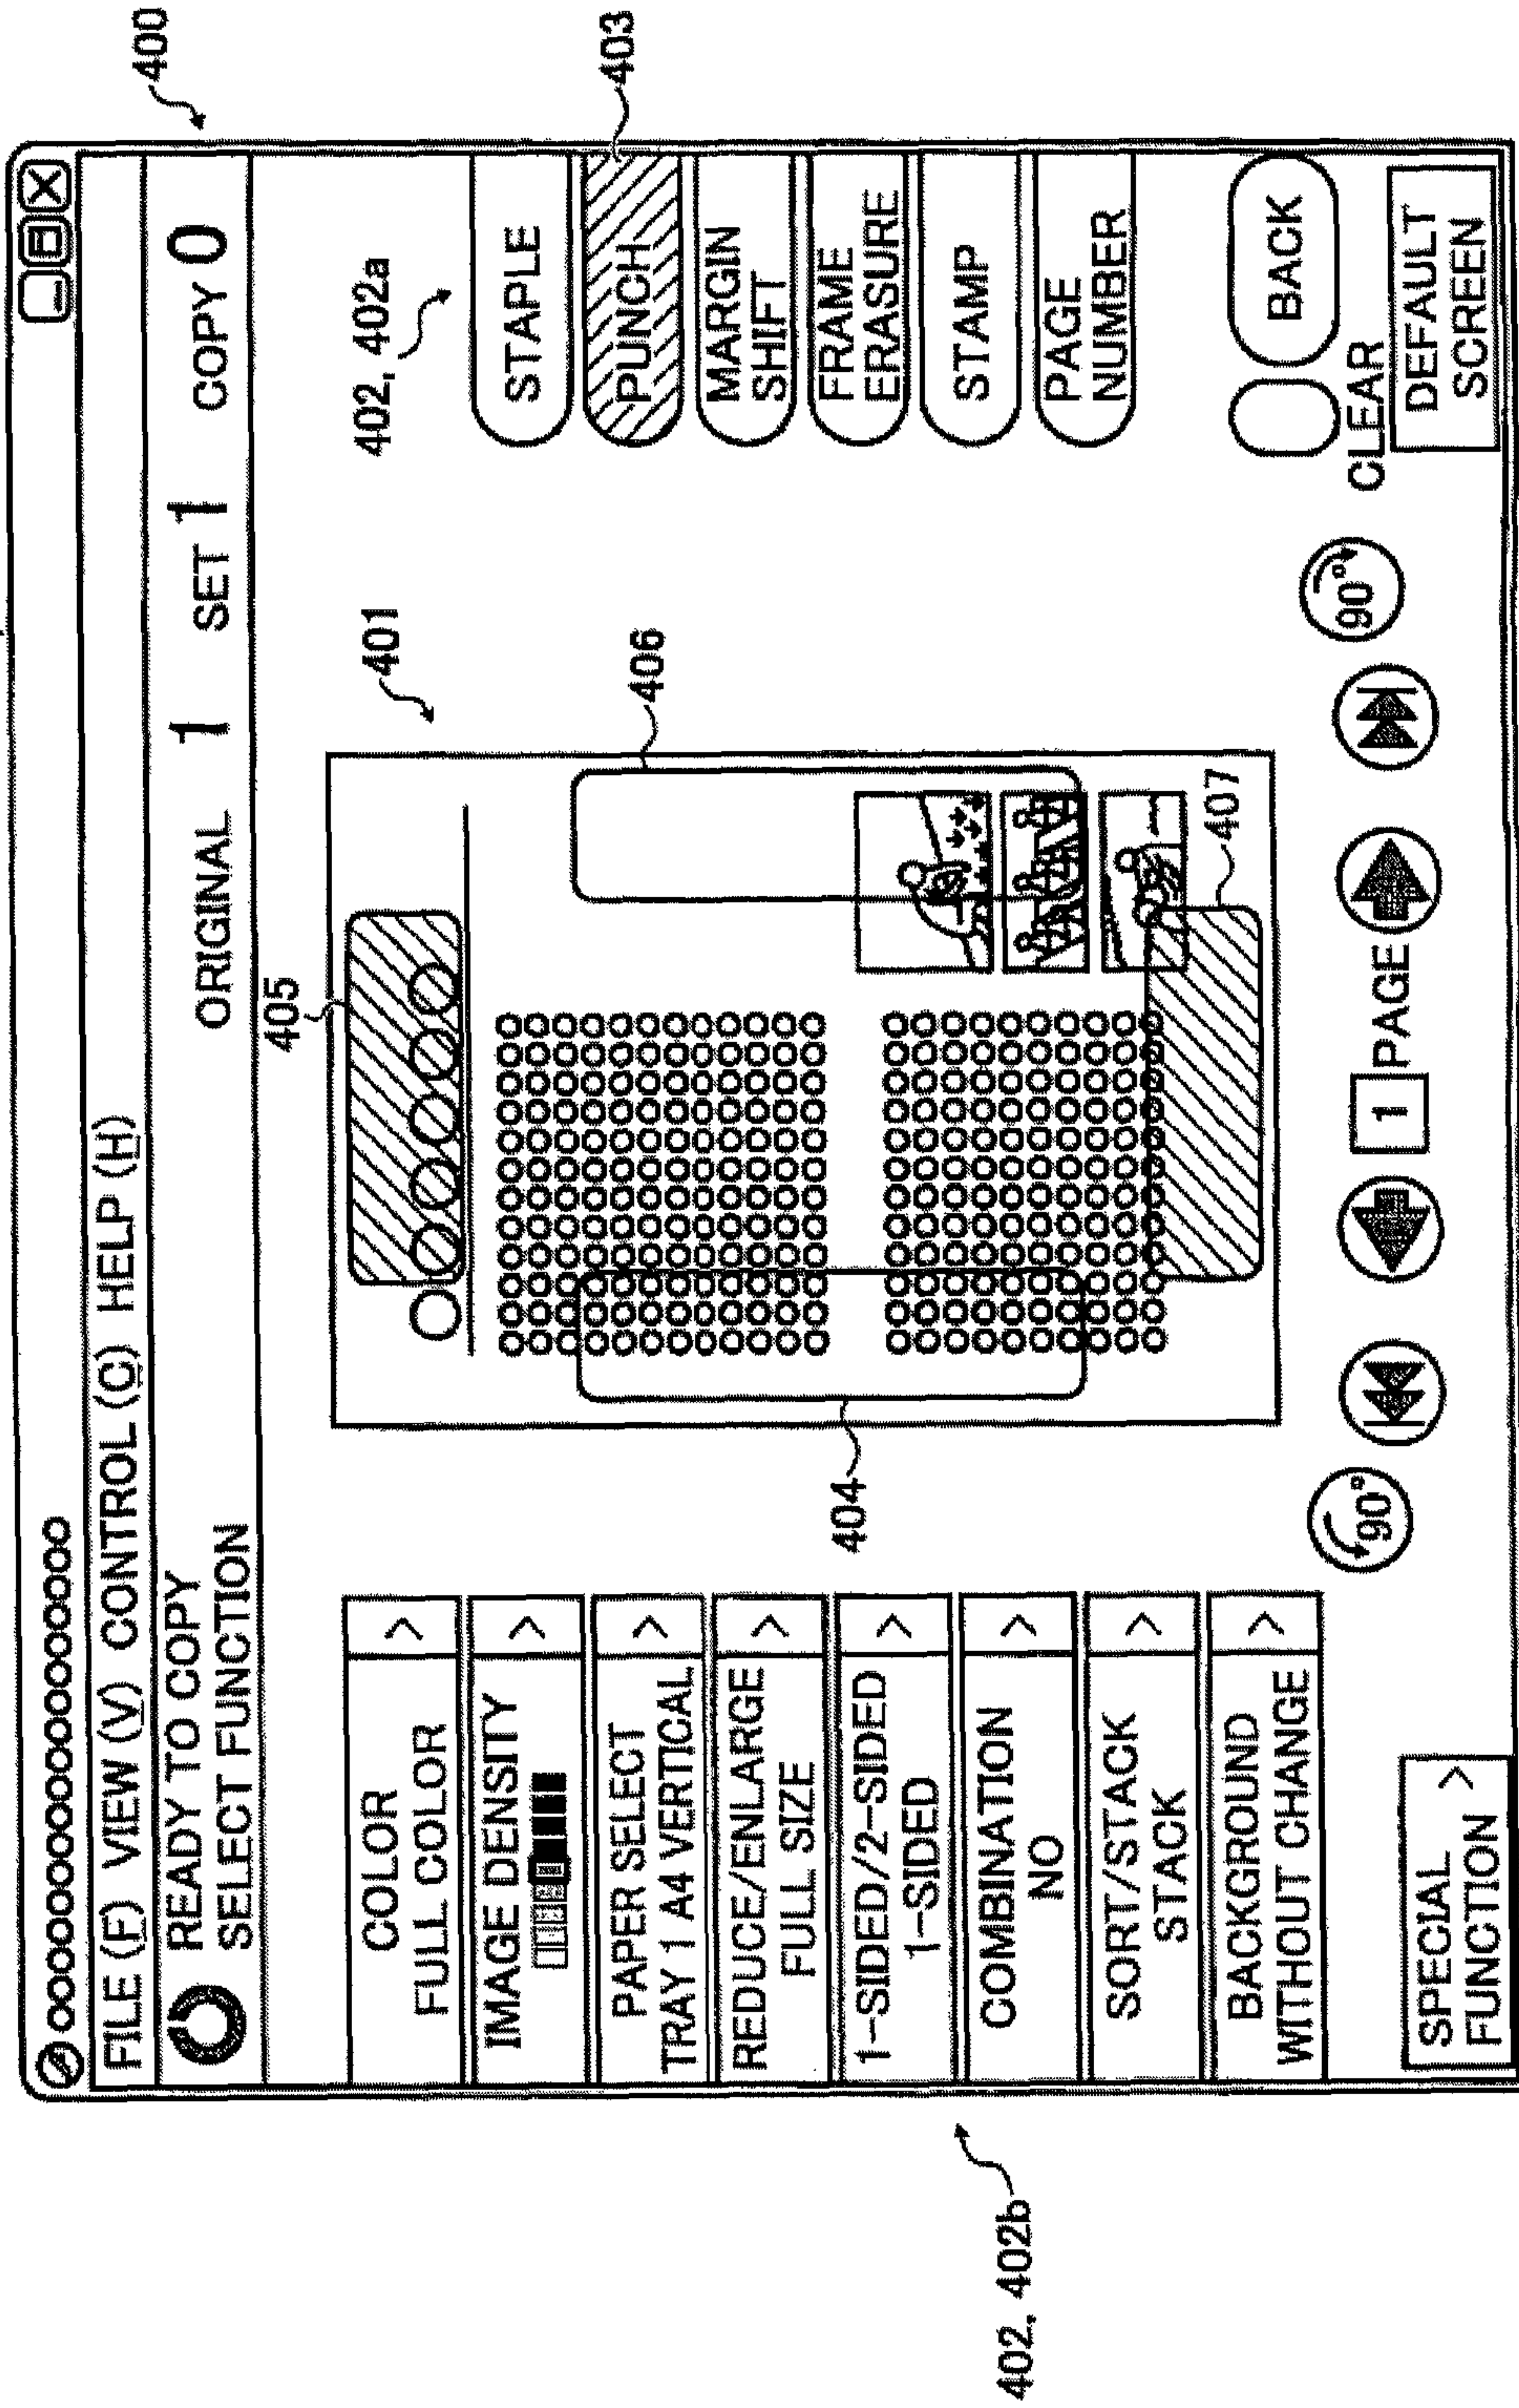 400
OOOOOOOOOOOOO
FILE (F) VIEW (V) CONTROL (C) HELP (H)
READY TO COPY
SELECT FUNCTION
ORIGINAL 1 SET 1 COPY 0
402, 402b
COLOR >
FULL COLOR
IMAGE DENSITY >
PAPER SELECT >
TRAY 1 A4 VERTICAL
REDUCE/ENLARGE >
FULL SIZE
1-SIDED/2-SIDED >
1-SIDED
COMBINATION >
NO
SORT/STACK >
STACK
BACKGROUND >
WITHOUT CHANGE
SPECIAL >
FUNCTION
401
405
406
404
407
90°
1 PAGE
90°
402, 402a
STAPLE
PUNCH
403
MARGIN
SHIFT
FRAME
ERASURE
STAMP
PAGE
NUMBER
BACK
CLEAR
DEFAULT
SCREEN